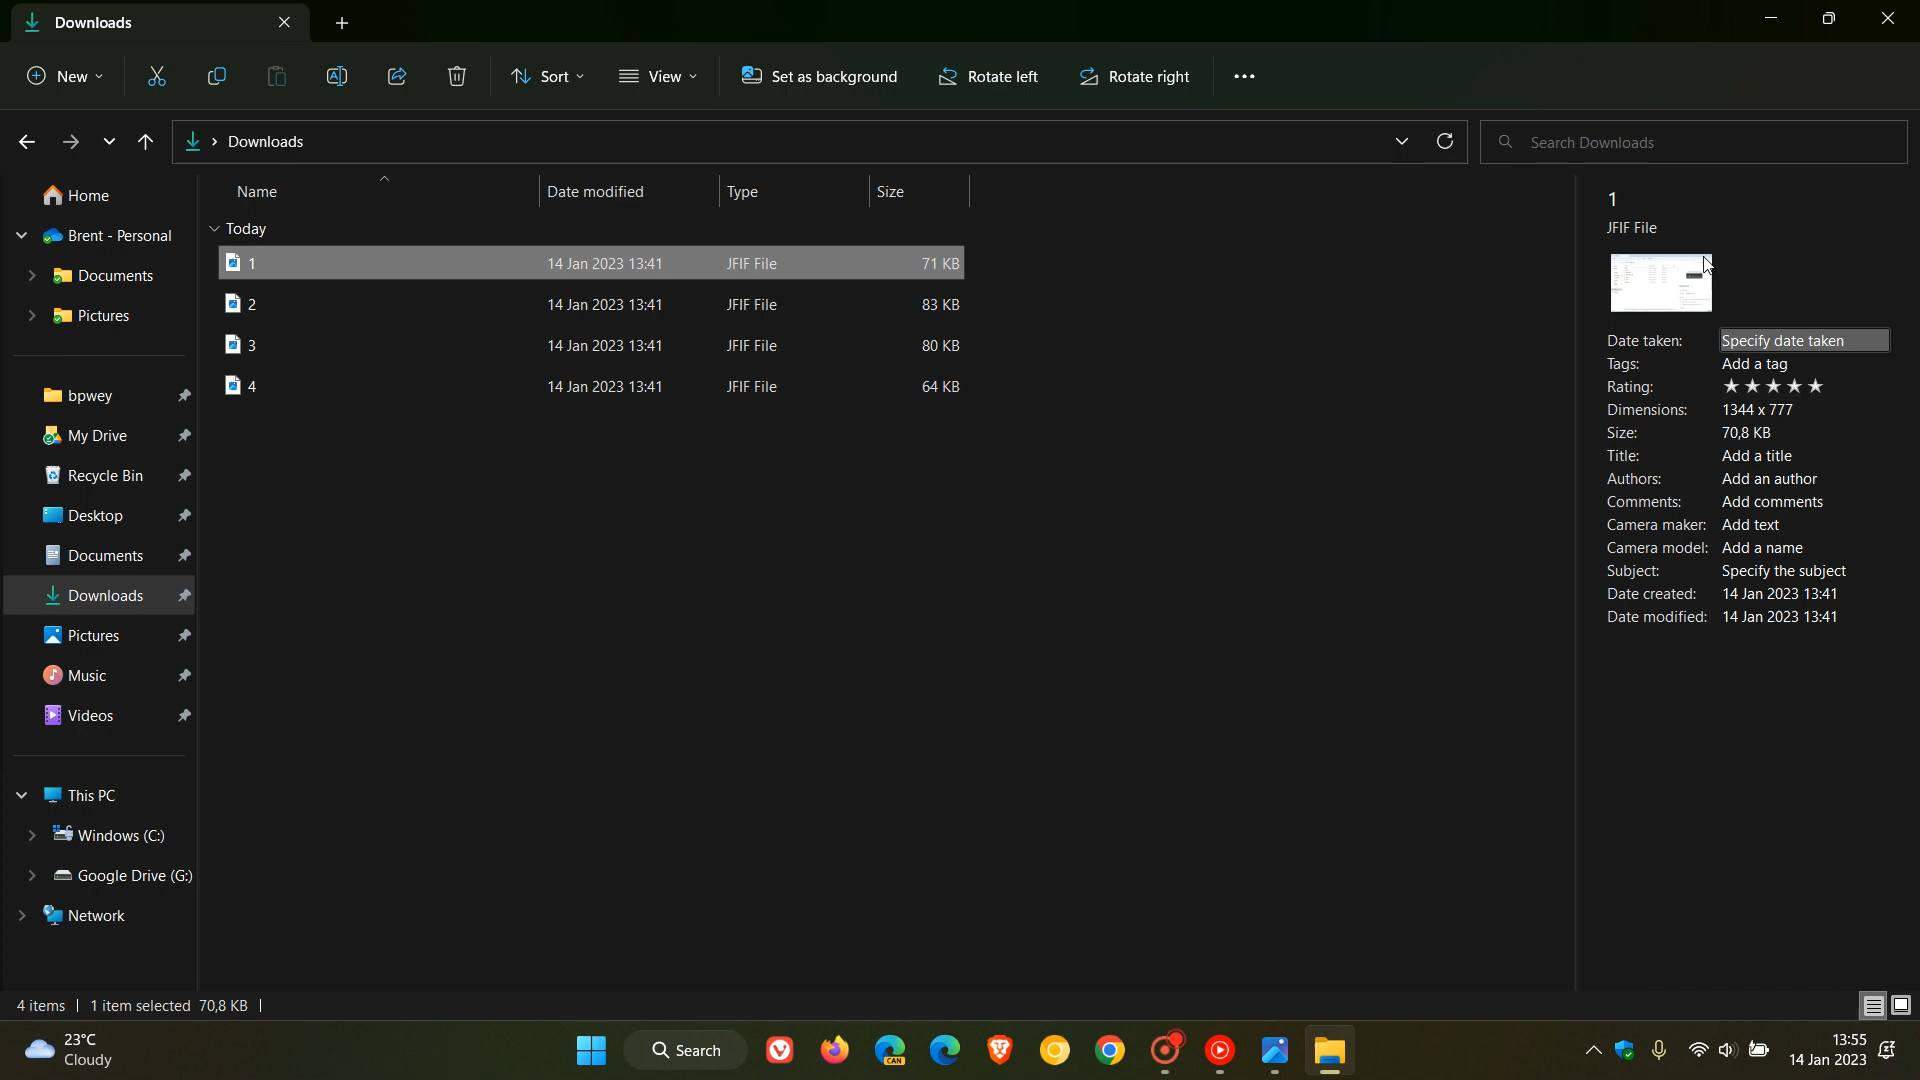 Downloads
New
Sort
View
Set as background
Rotate left
Rotate right
Downloads
Search Downloads
Home
Brent - Personal
Documents
Pictures
bpwey
My Drive
Recycle Bin
Desktop
Documents
Downloads
Pictures
Music
Videos
This PC
Windows (C:)
Google Drive (G:)
Network
Name Date modified Type Size
Today
1 14 Jan 2023 13:41 JFIF File 71 KB
2 14 Jan 2023 13:41 JFIF File 83 KB
3 14 Jan 2023 13:41 JFIF File 80 KB
4 14 Jan 2023 13:41 JFIF File 64 KB
1
JFIF File
Date taken: Specify date taken
Tags: Add a tag
Rating:
Dimensions: 1344 x 777
Size: 70,8 KB
Title: Add a title
Authors: Add an author
Comments: Add comments
Camera maker: Add text
Camera model: Add a name
Subject: Specify the subject
Date created: 14 Jan 2023 13:41
Date modified: 14 Jan 2023 13:41
4 items 1 item selected 70,8 KB
23°C
Cloudy
Search
CAN
13:55
14 Jan 2023